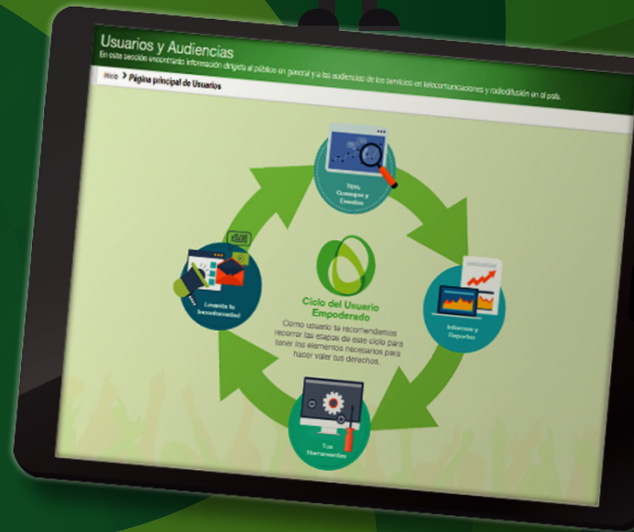 Usuarios y Audiencias
En esta sección encontrarás información dirigida al público en general y a las audiencias de los servicios en telecomunicaciones y radiodifusión en el país.
Inicio > Página principal de Usuarios
Tips,
Consejos y
Eventos
Levanta tu
Inconformidad
Ciclo del Usuario
Empoderado
Como usuario te recomendamos
recorrer las etapas de este ciclo para
tener los elementos necesarios para
hacer valer tus derechos.
Informes y
Reportes
Tus
Herramientas